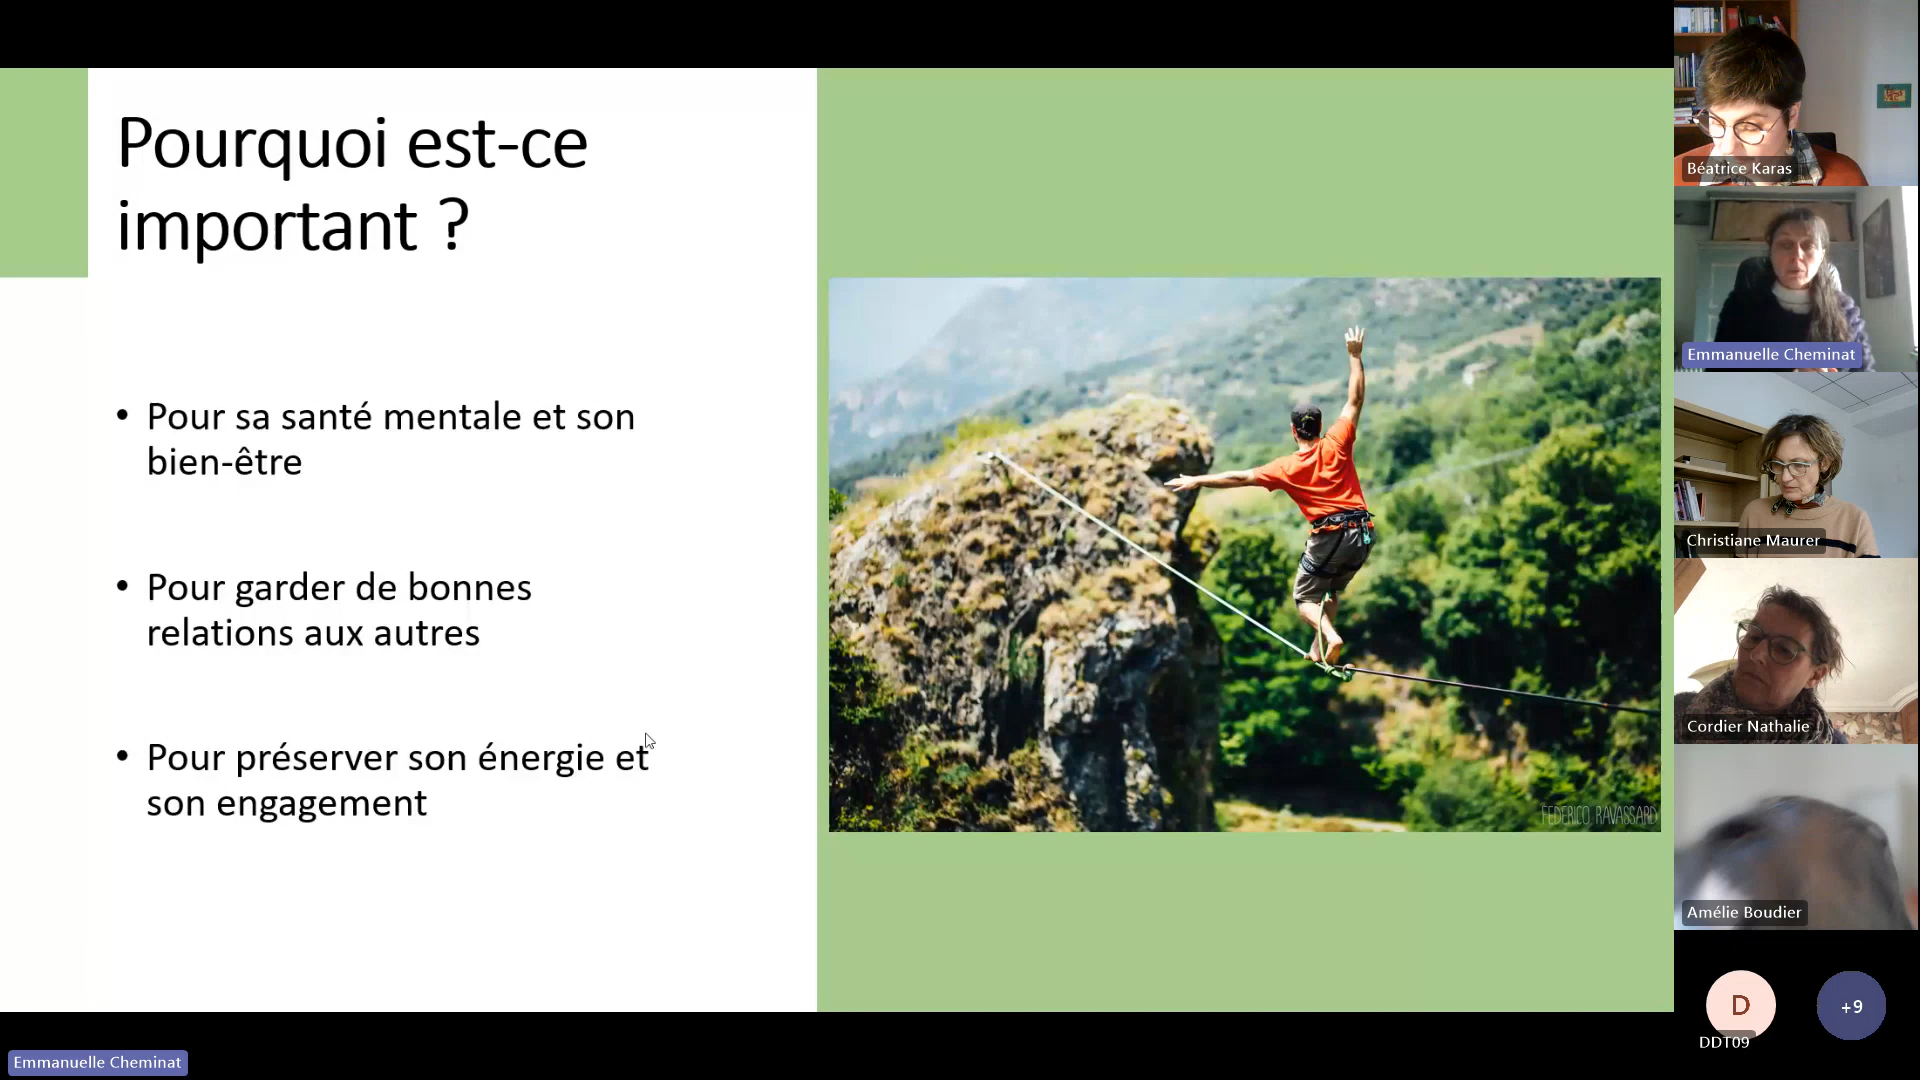 Pourquoi est-ce
important ?
• Pour sa santé mentale et son
bien-être
• Pour garder de bonnes
relations aux autres
• Pour préserver son énergie et
son engagement
FEDERICO RAVASSARD
Béatrice Karas
Emmanuelle Cheminat
Christiane Maurer
Cordier Nathalie
Amélie Boudier
D
DDT09
+9
Emmanuelle Cheminat